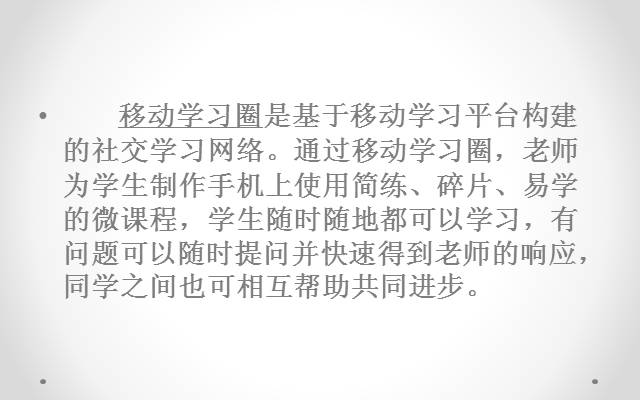 • 移动学习圈是基于移动学习平台构建
的社交学习网络。通过移动学习圈，老师
为学生制作手机上使用简练、碎片、易学
的微课程，学生随时随地都可以学习，有
问题可以随时提问并快速得到老师的响应，
同学之间也可相互帮助共同进步。